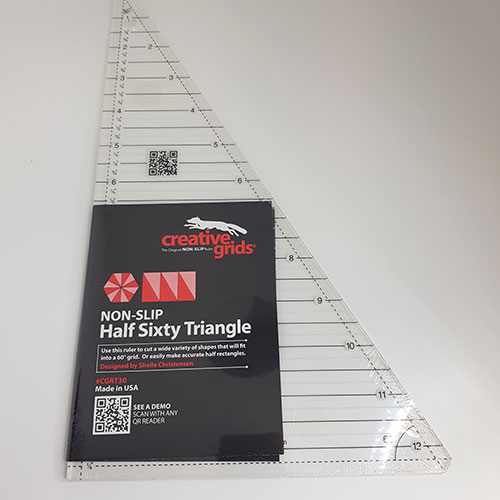 2
3
4
4
5
5
6
6
8
9
10
11
12
creative
grids®
The Original NON-SLIP Ruler
NON-SLIP
Half Sixty Triangle
Use this ruler to cut a wide variety of shapes that will fit
into a 60° grid. Or easily make accurate half rectangles.
Designed by Sheila Christensen
#CGRT30
Made in USA
SEE A DEMO
SCAN WITH ANY
QR READER